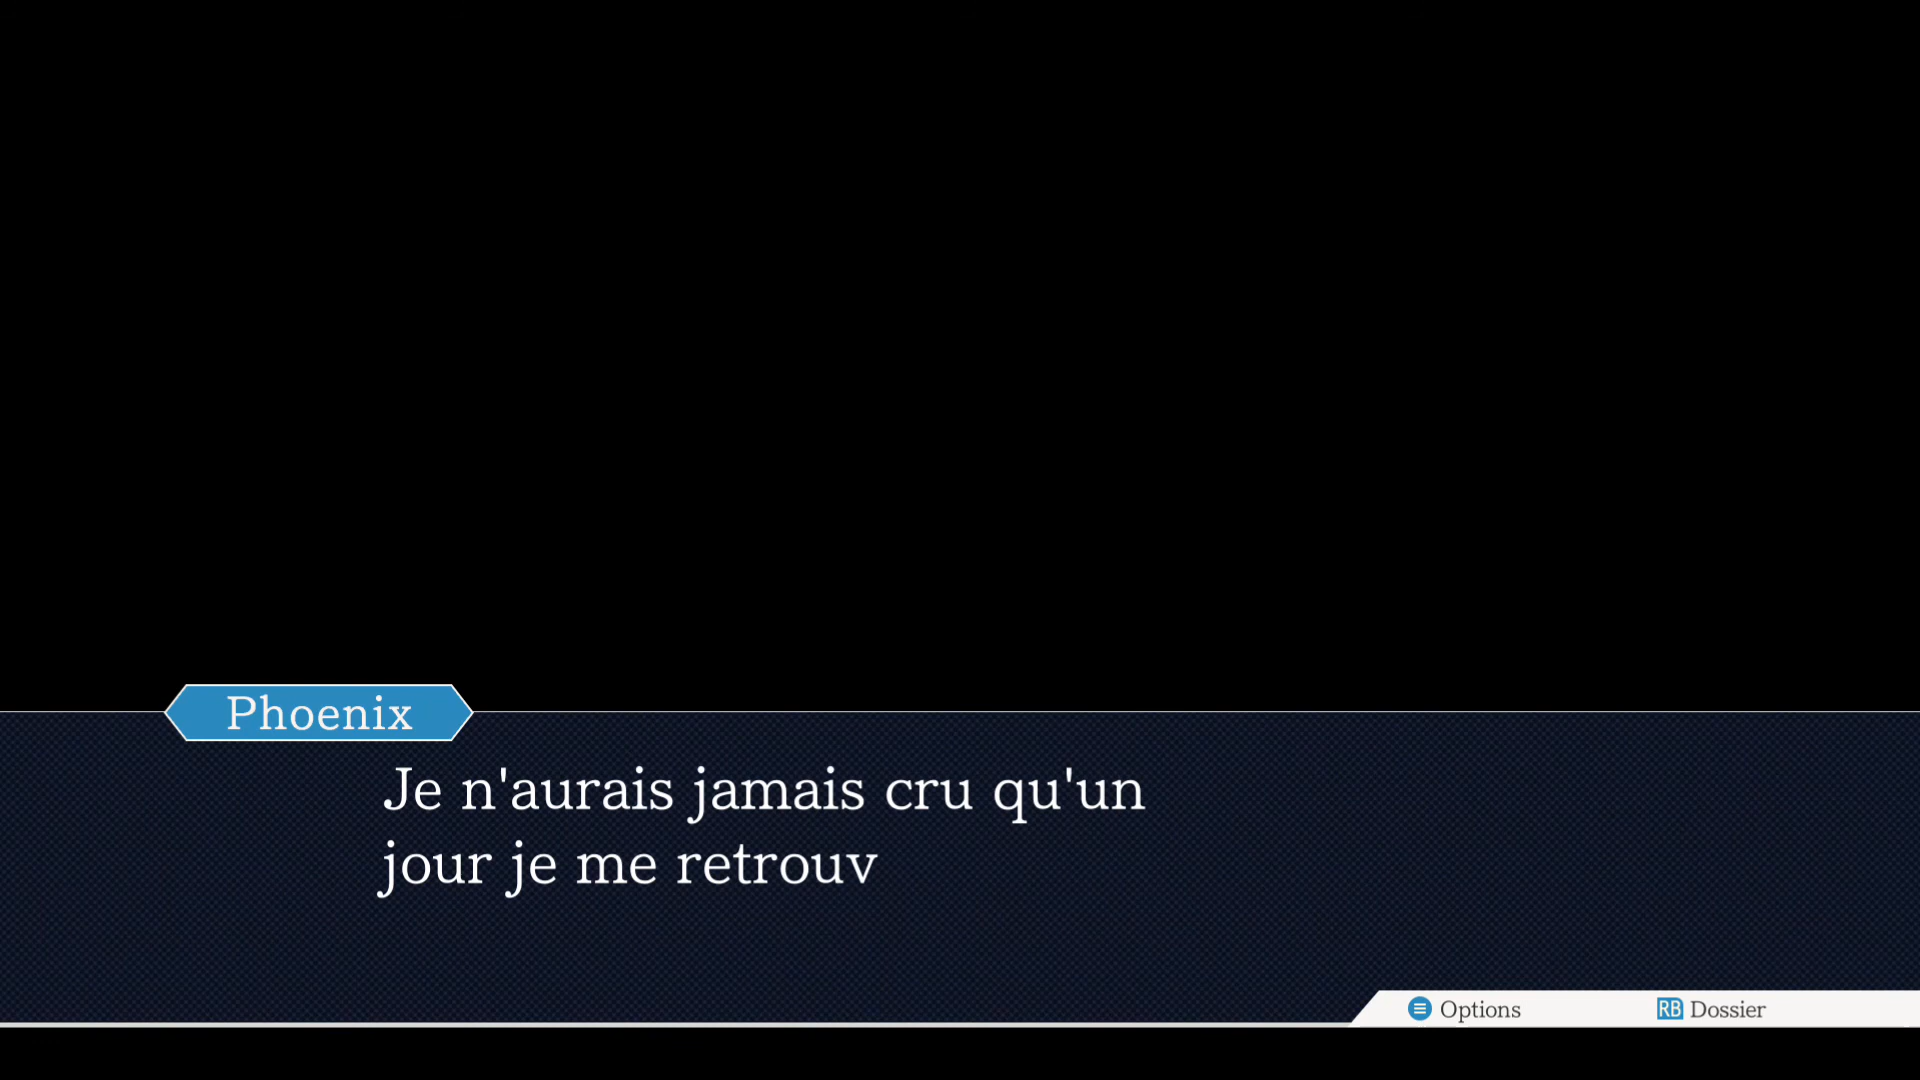 Phoenix
Je n'aurais jamais cru qu'un
jour je me retrouv
Options
RB Dossier